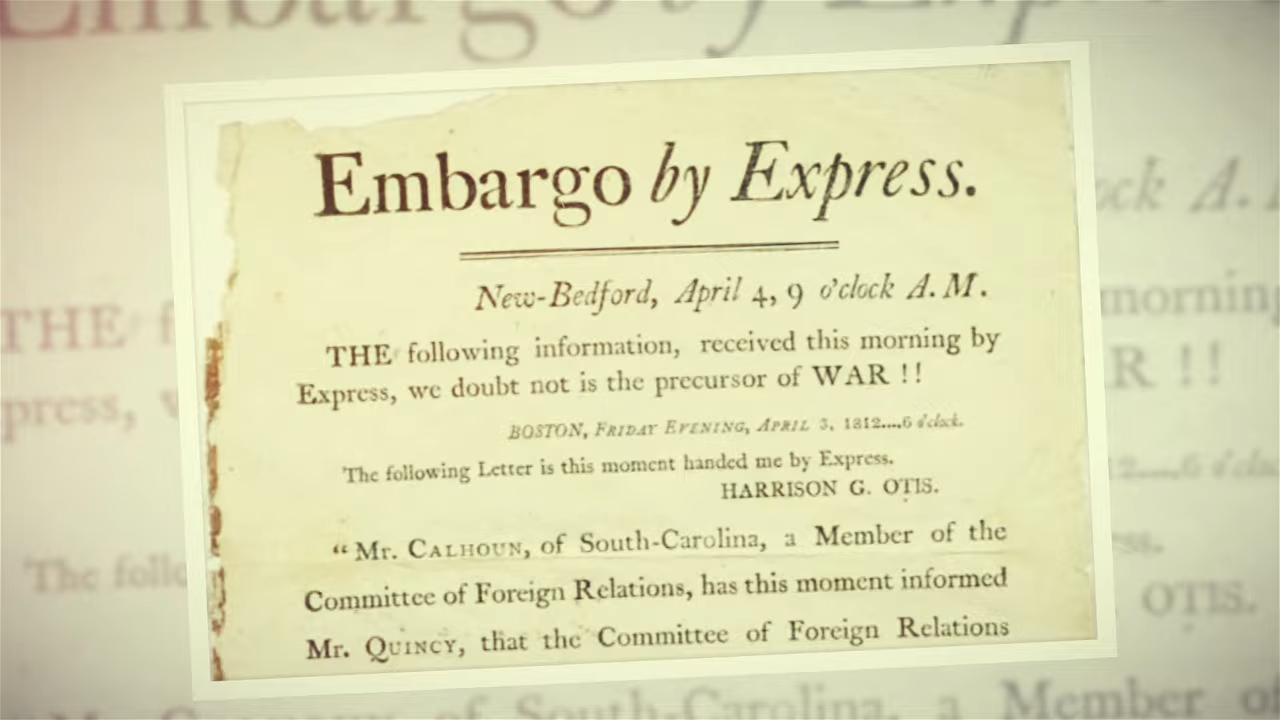 Embargo by Express.
New-Bedford, April 4, 9 o'clock A. M.
THE following information, received this morning by
Express, we doubt not is the precursor of WAR !!
BOSTON, FRIDAY EVENING, APRIL 3, 1812....6 o'clock.
The following Letter is this moment handed me by Express.
HARRISON G. OTIS.
“ Mr. CALHOUN, of South-Carolina, a Member of the
Committee of Foreign Relations, has this moment informed
Mr. QUINCY, that the Committee of Foreign Relations